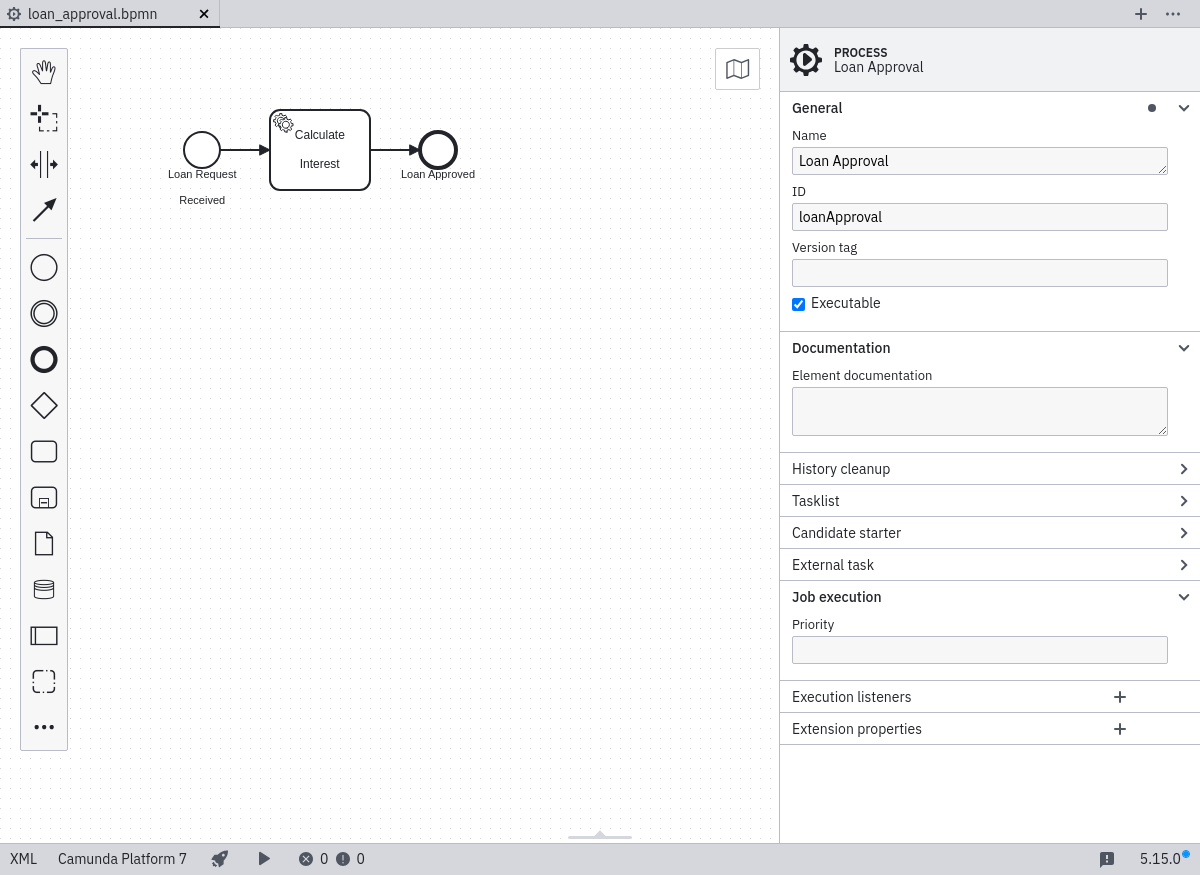 loan_approval.bpmn
PROCESS
Loan Approval
General
Name
Loan Approval
ID
loanApproval
Version tag
Executable
Documentation
Element documentation
History cleanup
Tasklist
Candidate starter
External task
Job execution
Priority
Execution listeners
Extension properties
Calculate
Interest
Loan Request
Received
Loan Approved
XML Camunda Platform 7 0 0 5.15.0